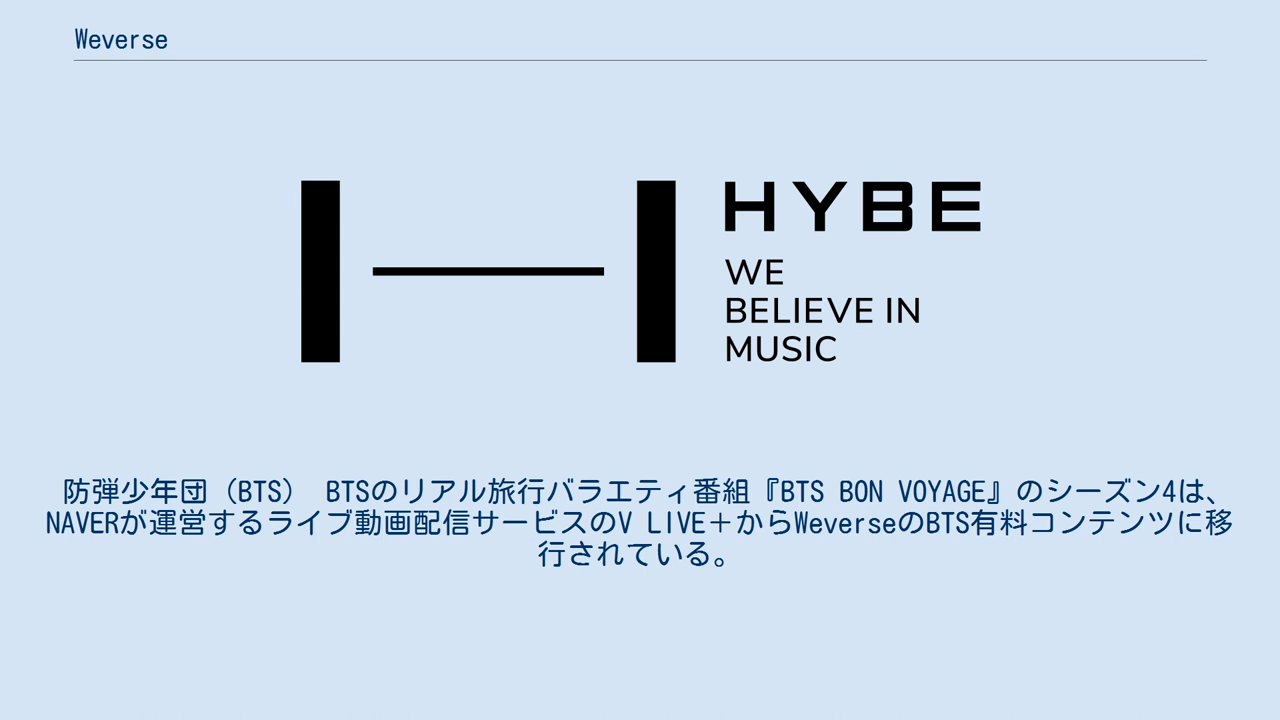 Weverse
HYBE
WE
BELIEVE IN
MUSIC
防弾少年団（BTS） BTSのリアル旅行バラエティ番組『BTS BON VOYAGE』のシーズン4は、
NAVERが運営するライブ動画配信サービスのV LIVE＋からWeverseのBTS有料コンテンツに移
行されている。